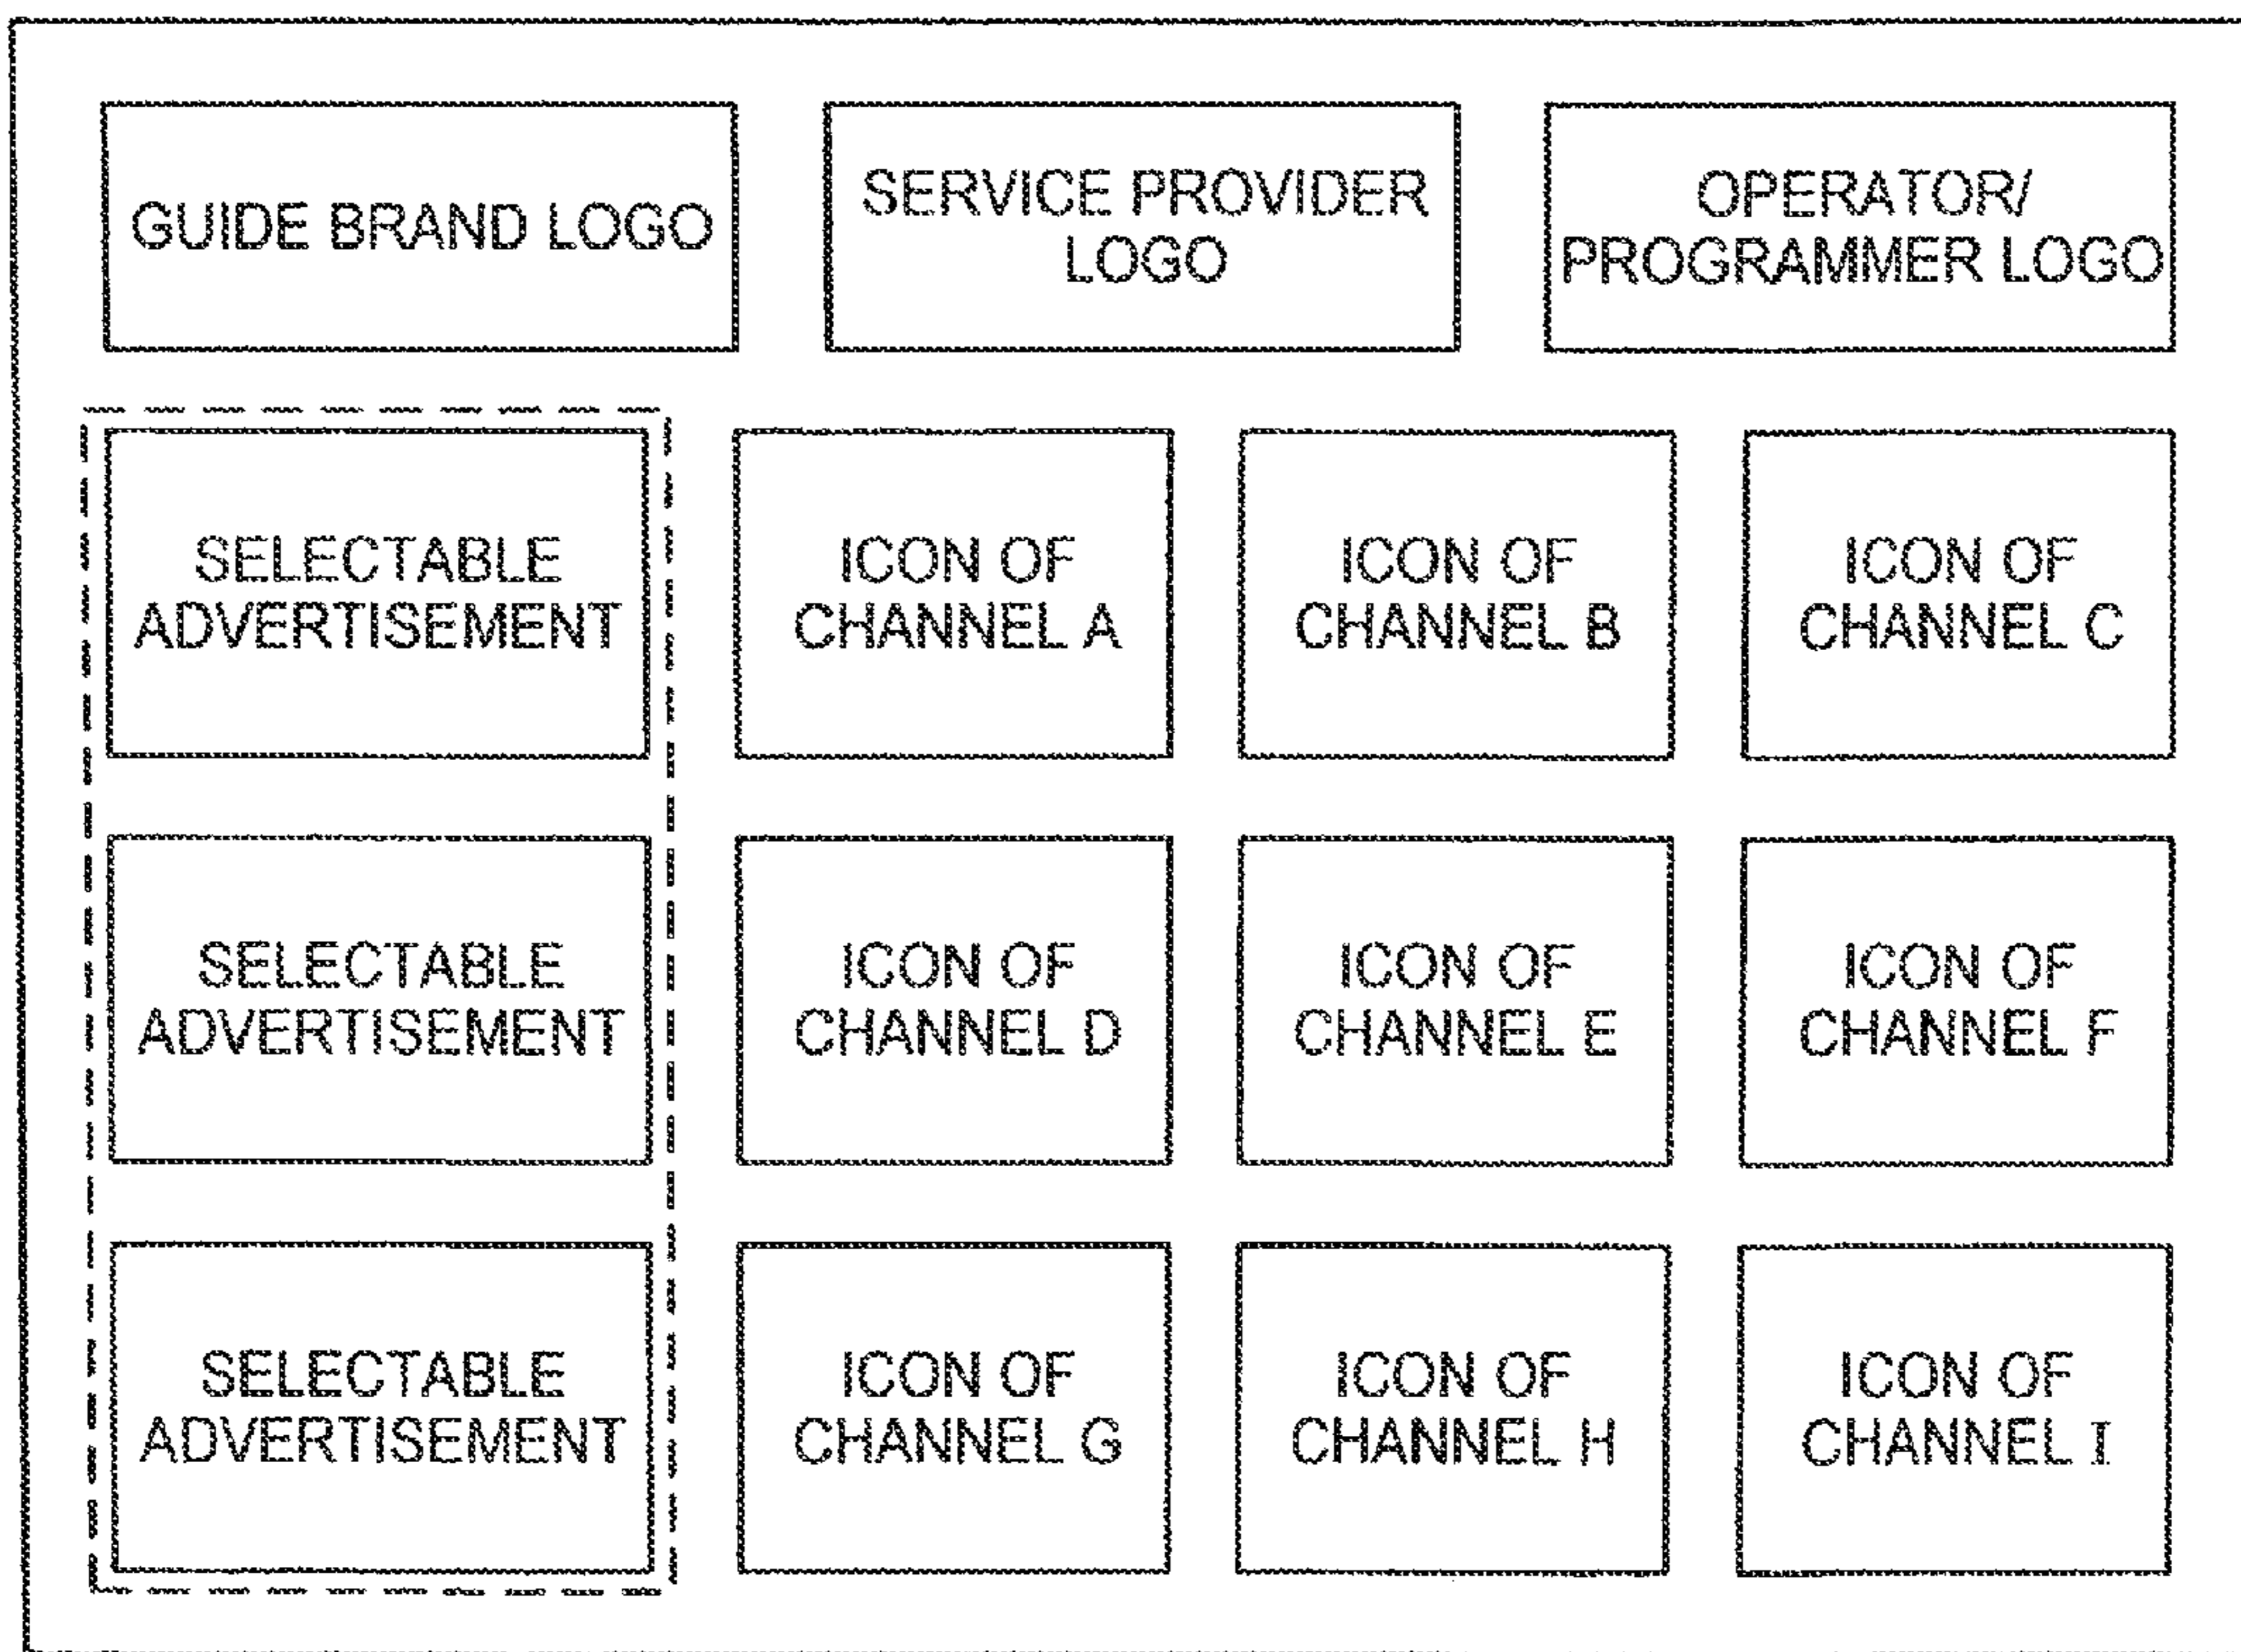 GUIDE BRAND LOGO
SERVICE PROVIDER
LOGO
OPERATOR/
PROGRAMMER LOGO
SELECTABLE
ADVERTISEMENT
ICON OF
CHANNEL A
ICON OF
CHANNEL B
ICON OF
CHANNEL C
SELECTABLE
ADVERTISEMENT
ICON OF
CHANNEL D
ICON OF
CHANNEL E
ICON OF
CHANNEL F
SELECTABLE
ADVERTISEMENT
ICON OF
CHANNEL G
ICON OF
CHANNEL H
ICON OF
CHANNEL I